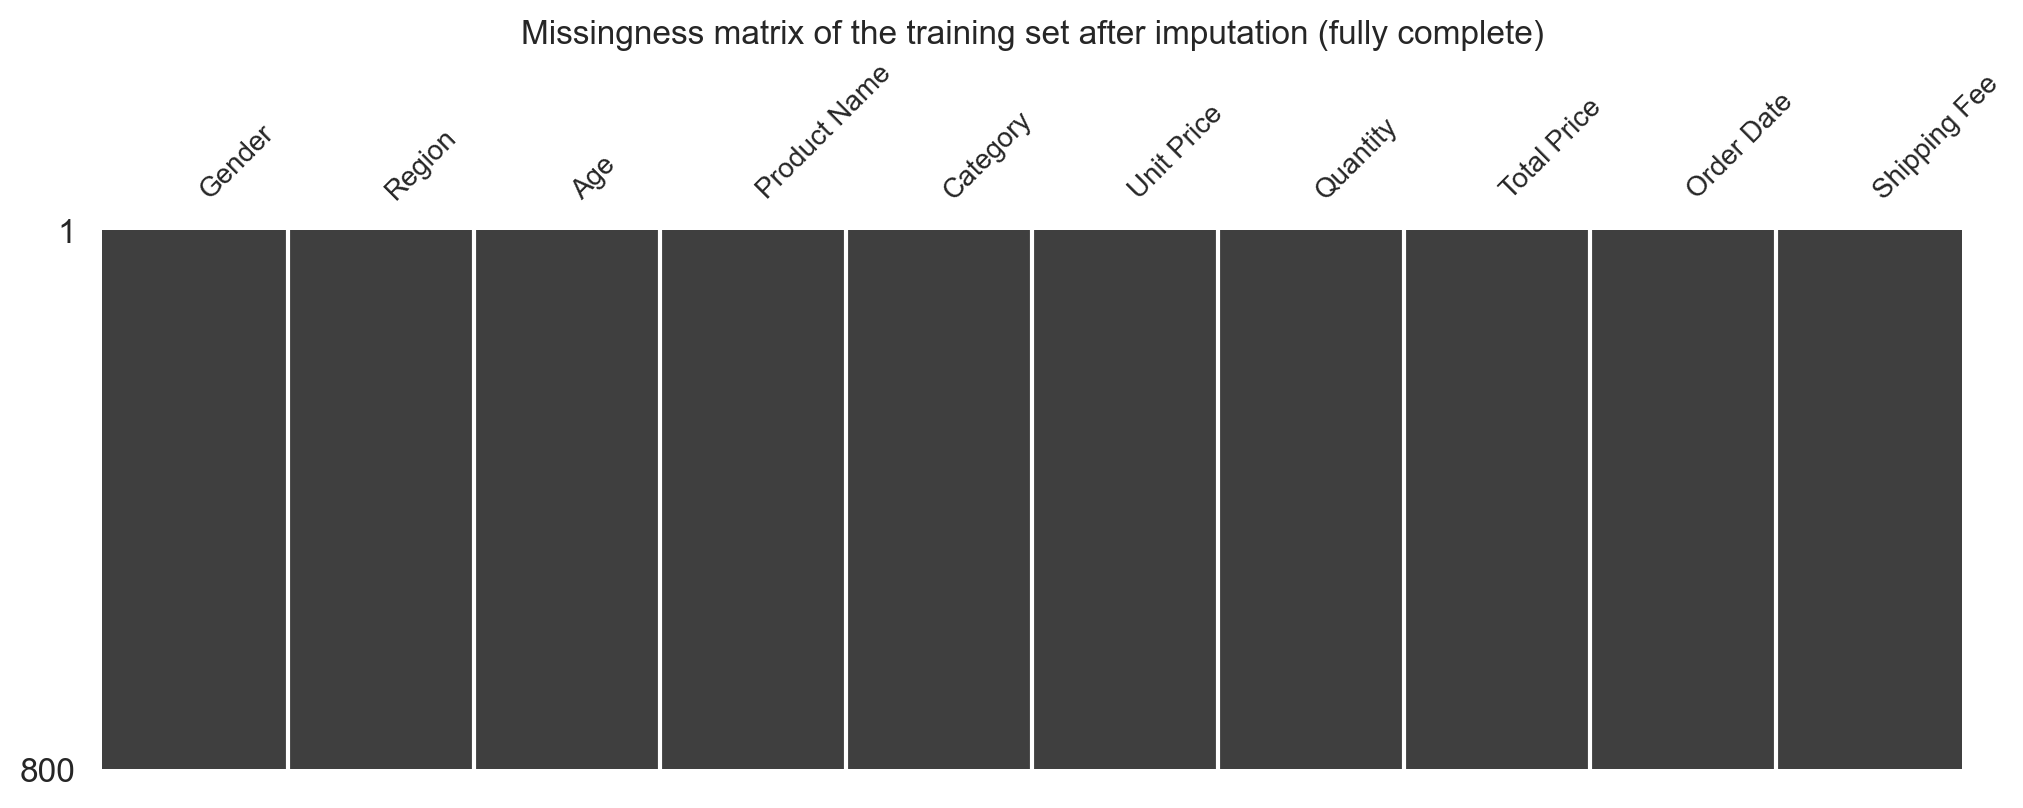 Missingness matrix of the training set after imputation (fully complete)
Gender
Region
Age
Product Name
Category
Unit Price
Quantity
Total Price
Order Date
Shipping Fee
1
800